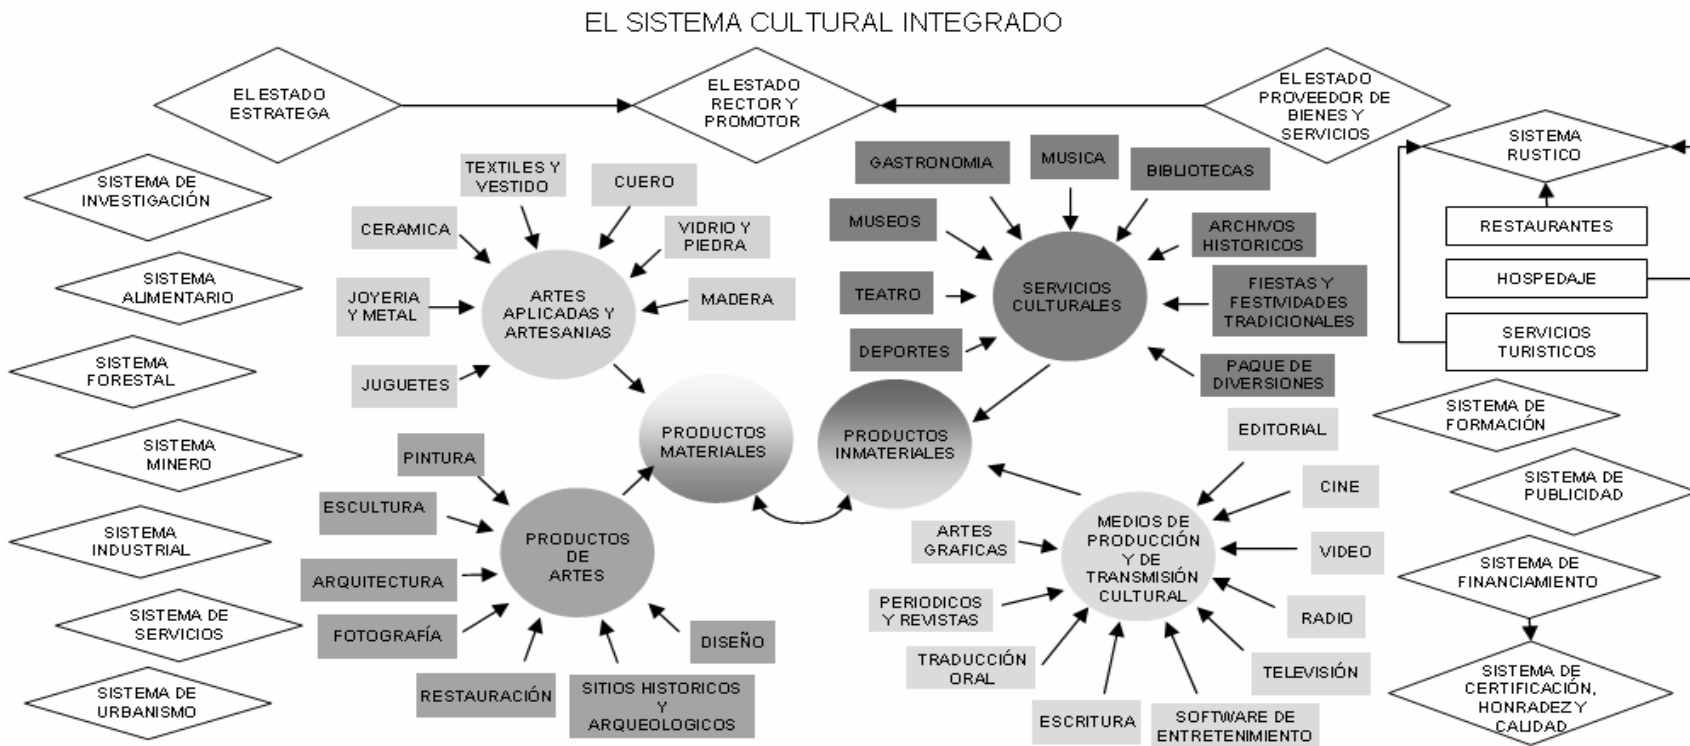 EL SISTEMA CULTURAL INTEGRADO
EL ESTADO
ESTRATEGA
EL ESTADO
RECTOR Y
PROMOTOR
EL ESTADO
PROVEEDOR DE
BIENES Y
SERVICIOS
SISTEMA
RUSTICO
RESTAURANTES
HOSPEDAJE
SERVICIOS
TURISTICOS
SISTEMA DE
INVESTIGACIÓN
SISTEMA
ALIMENTARIO
SISTEMA
FORESTAL
SISTEMA
MINERO
SISTEMA
INDUSTRIAL
SISTEMA DE
SERVICIOS
SISTEMA DE
URBANISMO
TEXTILES Y
VESTIDO
CUERO
CERAMICA
VIDRIO Y
PIEDRA
JOYERIA
Y METAL
MADERA
JUGUETES
ARTES
APLICADAS Y
ARTESANIAS
GASTRONOMIA
MUSICA
BIBLIOTECAS
MUSEOS
ARCHIVOS
HISTORICOS
TEATRO
FIESTAS Y
FESTIVIDADES
TRADICIONALES
DEPORTES
PAQUE DE
DIVERSIONES
SERVICIOS
CULTURALES
PRODUCTOS
MATERIALES
PRODUCTOS
INMATERIALES
PINTURA
ESCULTURA
ARQUITECTURA
FOTOGRAFÍA
RESTAURACIÓN
SITIOS HISTORICOS
Y
ARQUEOLOGICOS
DISEÑO
PRODUCTOS
DE
ARTES
EDITORIAL
CINE
VIDEO
RADIO
TELEVISIÓN
SOFTWARE DE
ENTRETENIMIENTO
ESCRITURA
TRADUCCIÓN
ORAL
PERIODICOS
Y REVISTAS
ARTES
GRAFICAS
MEDIOS DE
PRODUCCIÓN
Y DE
TRANSMISIÓN
CULTURAL
SISTEMA DE
FORMACIÓN
SISTEMA DE
PUBLICIDAD
SISTEMA DE
FINANCIAMIENTO
SISTEMA DE
CERTIFICACIÓN,
HONRADEZ Y
CALIDAD